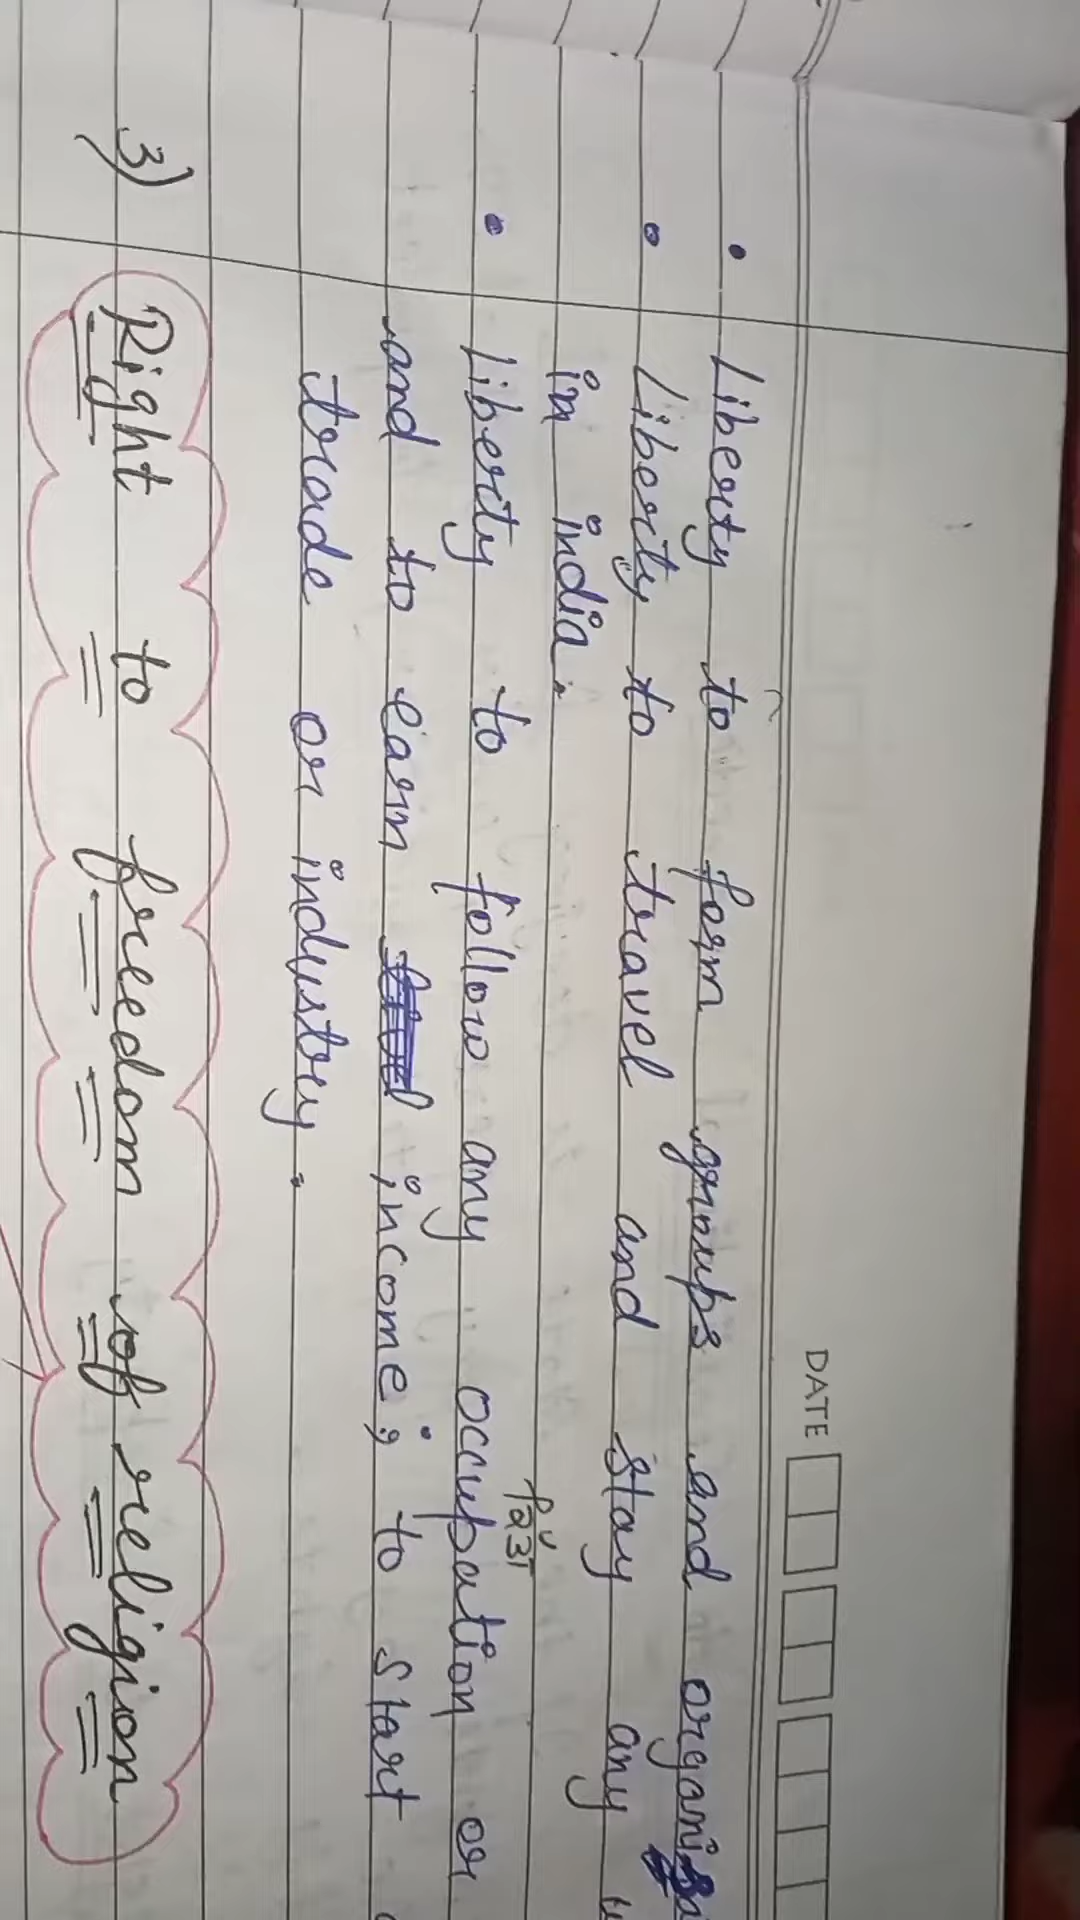 DATE
• Liberty to form groups and organisa
• Liberty to travel and stay any
in india.
पेशा
• liberty to follow any occupation or
and to earn income; to start
trade or industry.
3) Right to freedom of religion